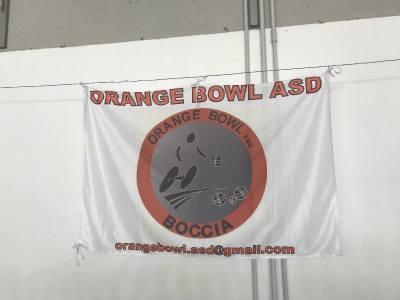 ORANGE BOWL ASD
ORANGE BOWL asd
BOCCIA
orangebowl.asd@gmail.com